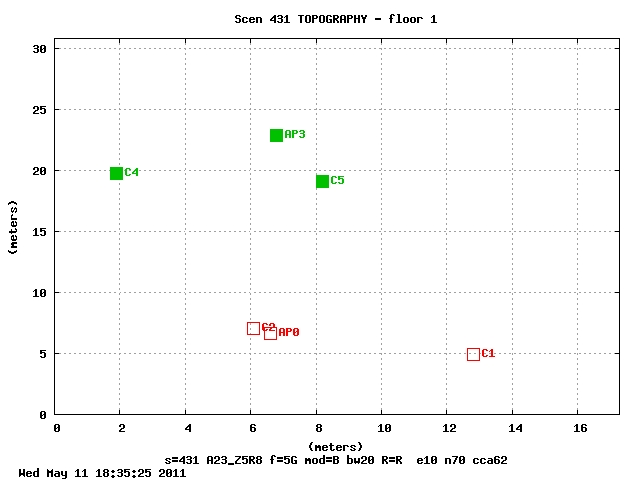 Scen 431 TOPOGRAPHY - floor 1
30
25
AP3
20
C4
C5
15
(meters)
10
C2
AP0
5
C1
0
0 2 4 6 8 10 12 14 16
(meters)
s=431 A23_Z5R8 f=5G mod=B bw20 R=R e10 n70 cca62
Wed May 11 18:35:25 2011